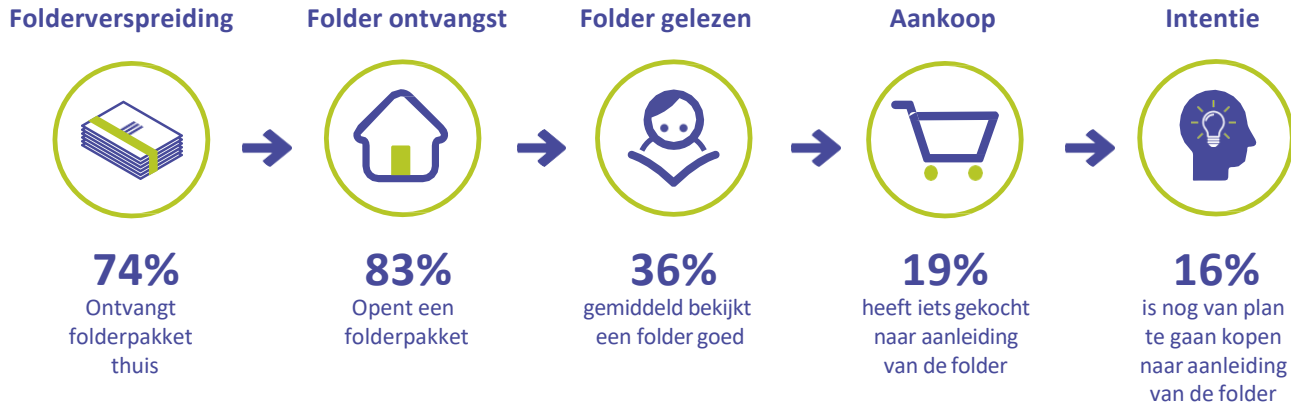 Folderverspreiding
Folder ontvangst
Folder gelezen
Aankoop
Intentie
74%
Ontvangt
folderpakket
thuis
83%
Opent een
folderpakket
36%
gemiddeld bekijkt
een folder goed
19%
heeft iets gekocht
naar aanleiding
van de folder
16%
is nog van plan
te gaan kopen
naar aanleiding
van de folder